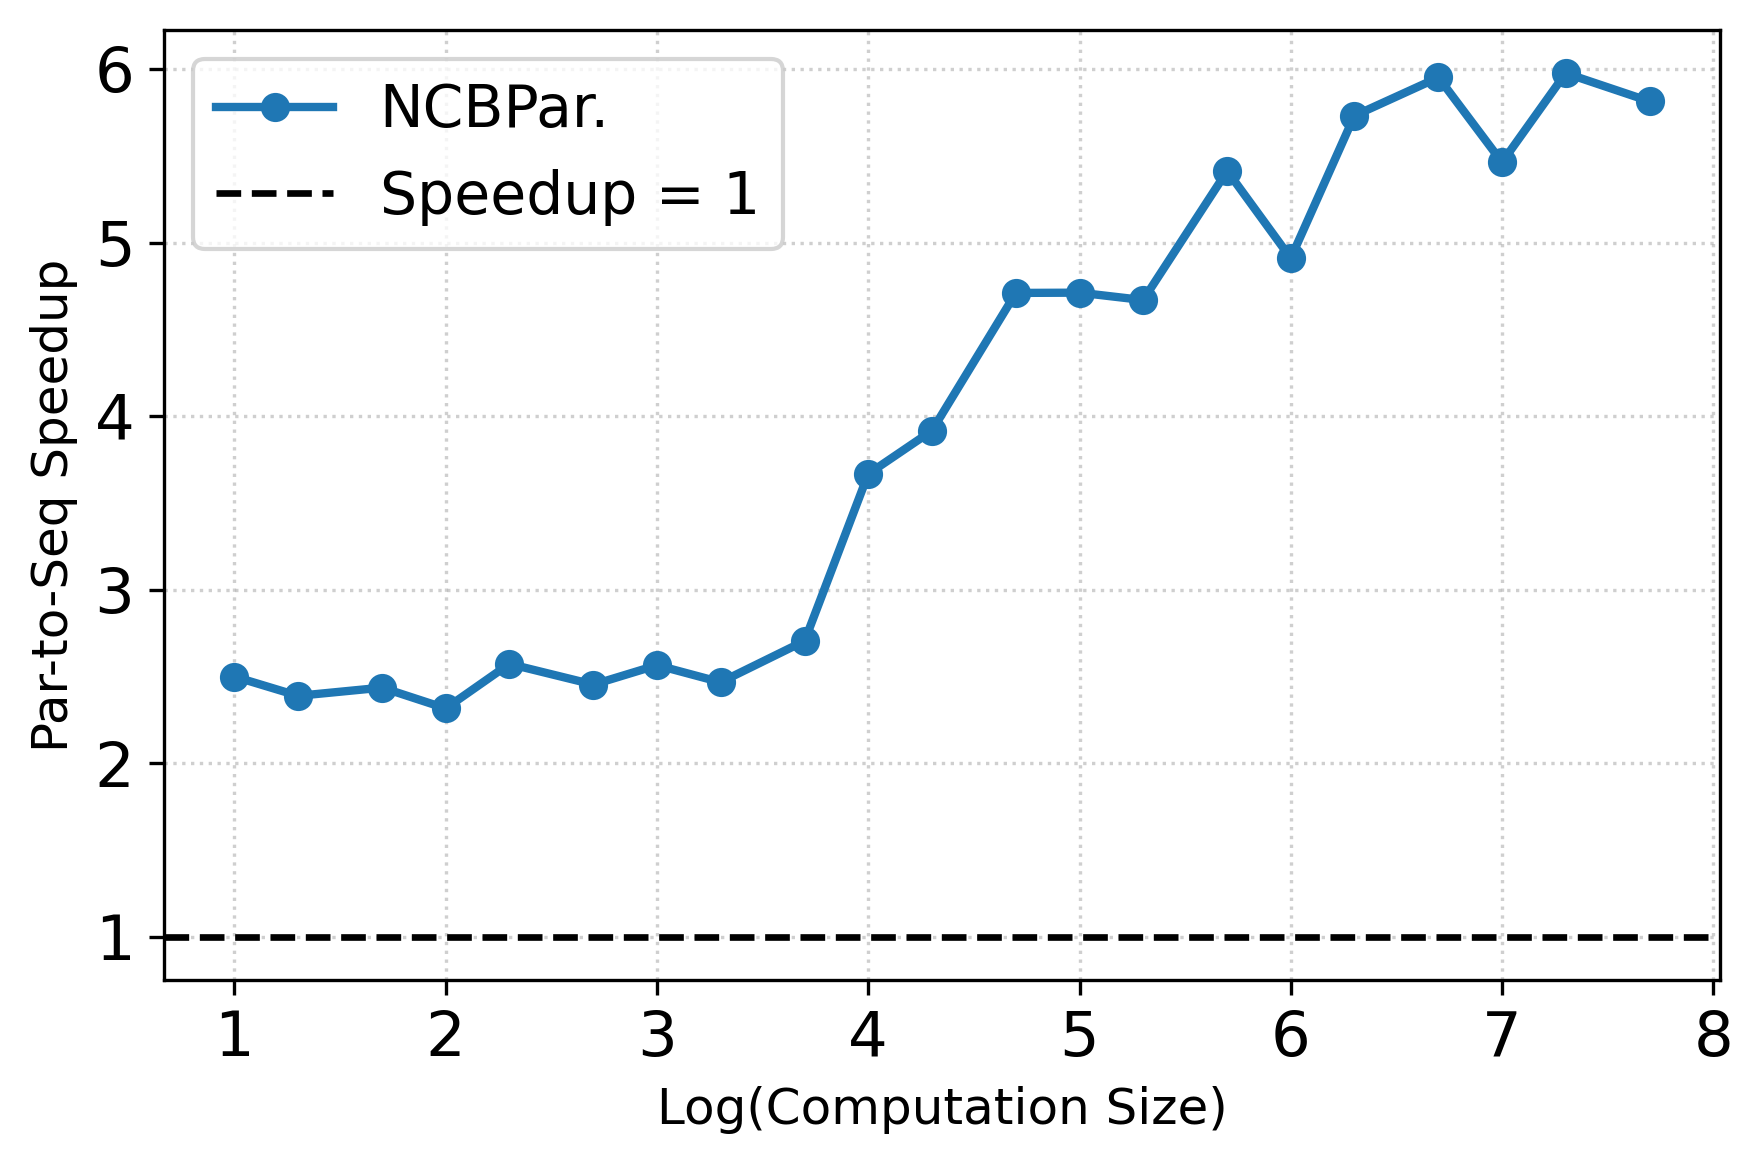 6
5
4
3
2
1
Par-to-Seq Speedup
NCBPar.
Speedup = 1
1 2 3 4 5 6 7 8
Log(Computation Size)